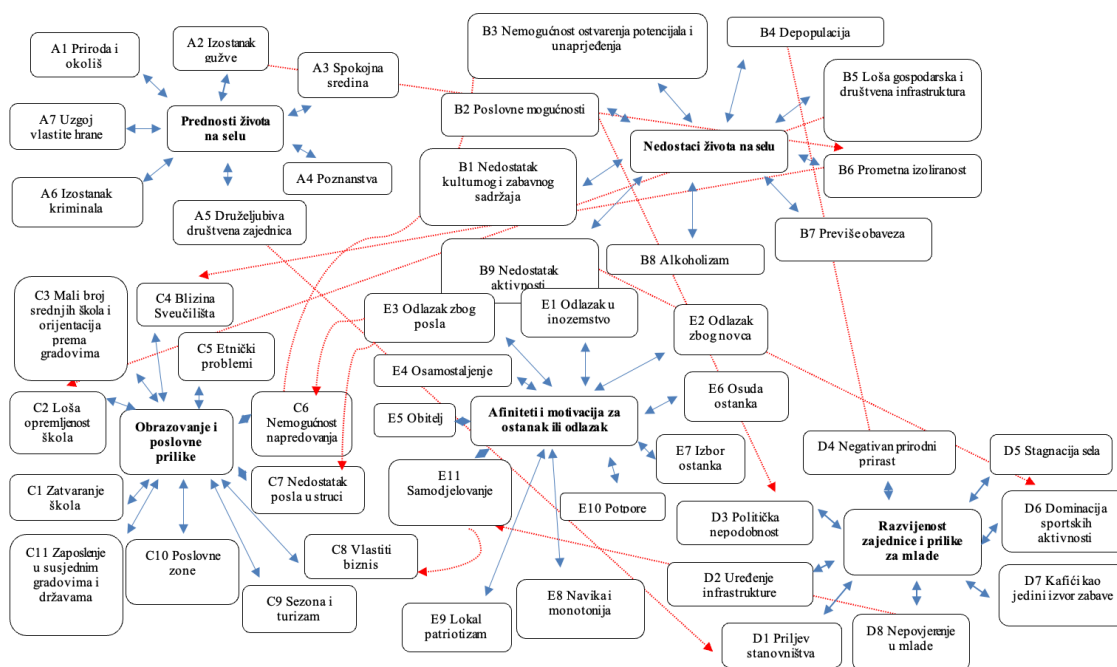 A1 Priroda i
okoliš
A2 Izostanak
gužve
A3 Spokojna
sredina
A7 Uzgoj
vlastite hrane
Prednosti života
na selu
A6 Izostanak
kriminala
A4 Poznanstva
A5 Druželjubiva
društvena zajednica
B3 Nemogućnost ostvarenja potencijala i
unaprjeđenja
B4 Depopulacija
B5 Loša gospodarska i
društvena infrastruktura
B2 Poslovne mogućnosti
Nedostaci života na selu
B1 Nedostatak
kulturnog i zabavnog
sadržaja
B6 Prometna izoliranost
B7 Previše obaveza
B8 Alkoholizam
B9 Nedostatak
aktivnosti
C3 Mali broj
srednjih škola i
orijentacija
prema
gradovima
C4 Blizina
Sveučilišta
C5 Etnički
problemi
C2 Loša
opremljenost
škola
Obrazovanje i
poslovne
prilike
C6
Nemogućnost
napredovanja
C1 Zatvaranje
škola
C7 Nedostatak
posla u struci
C11 Zaposlenje
u susjednim
gradovima i
državama
C10 Poslovne
zone
C8 Vlastiti
biznis
C9 Sezona i
turizam
E3 Odlazak zbog
posla
E1 Odlazak u
inozemstvo
E2 Odlazak
zbog novca
E4 Osamostaljenje
E5 Obitelj
Afiniteti i motivacija za
ostanak ili odlazak
E6 Osuda
ostanka
E7 Izbor
ostanka
E11
Samodjelovanje
E10 Potpore
E9 Lokal
patriotizam
E8 Navika i
monotonija
D4 Negativan prirodni
prirast
D5 Stagnacija sela
D3 Politička
nepodobnost
Razvijenost
zajednice i prilike
za mlade
D6 Dominacija
sportskih
aktivnosti
D2 Uređenje
infrastrukture
D7 Kafići kao
jedini izvor zabave
D1 Priljev
stanovništva
D8 Nepovjerenje
u mlade